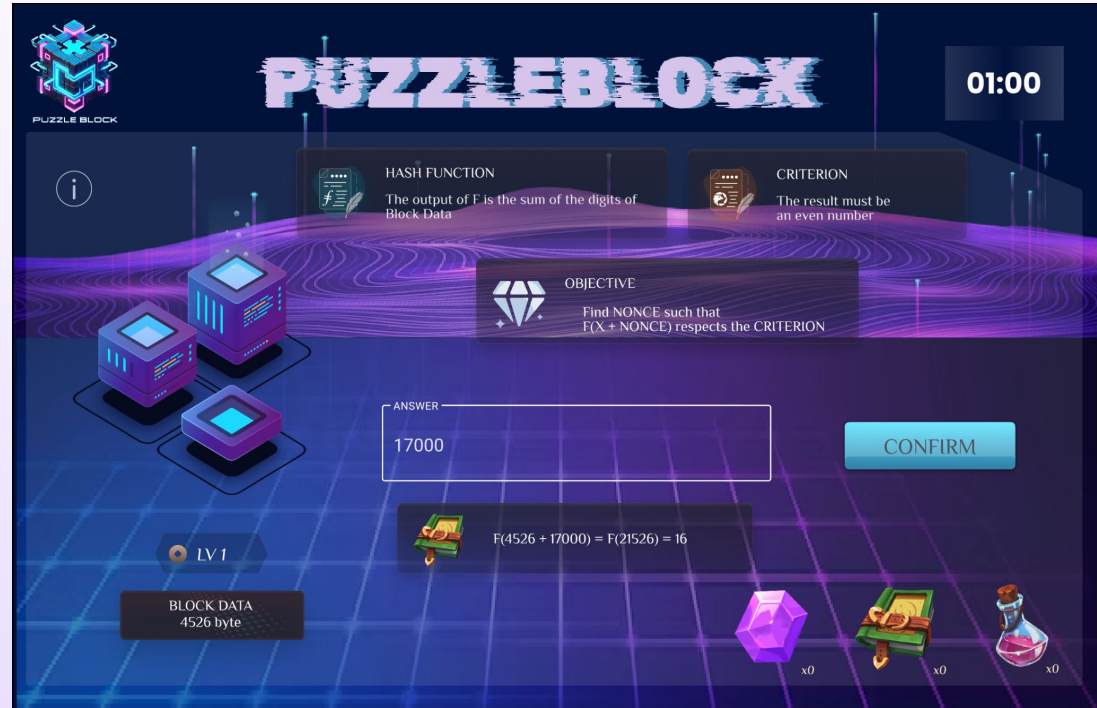 PUZZLE BLOCK
PUZZLEBLOCK
01:00
i
HASH FUNCTION
The output of F is the sum of the digits of
Block Data
CRITERION
The result must be
an even number
OBJECTIVE
Find NONCE such that
F(X + NONCE) respects the CRITERION
ANSWER
17000
CONFIRM
F(4526 + 17000) = F(21526) = 16
LV 1
BLOCK DATA
4526 byte
x0
x0
x0